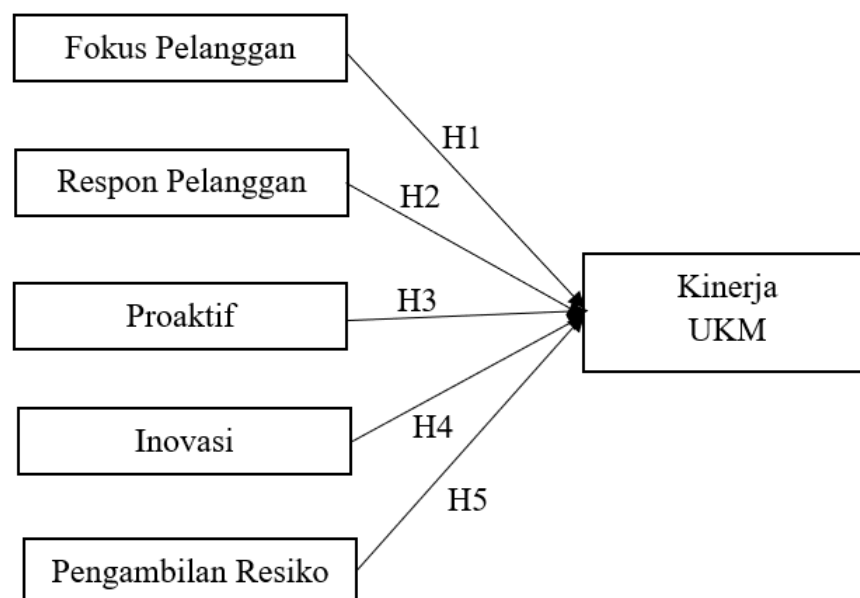 Fokus Pelanggan
H1
Respon Pelanggan
H2
Proaktif
H3
Kinerja
UKM
Inovasi
H4
H5
Pengambilan Resiko